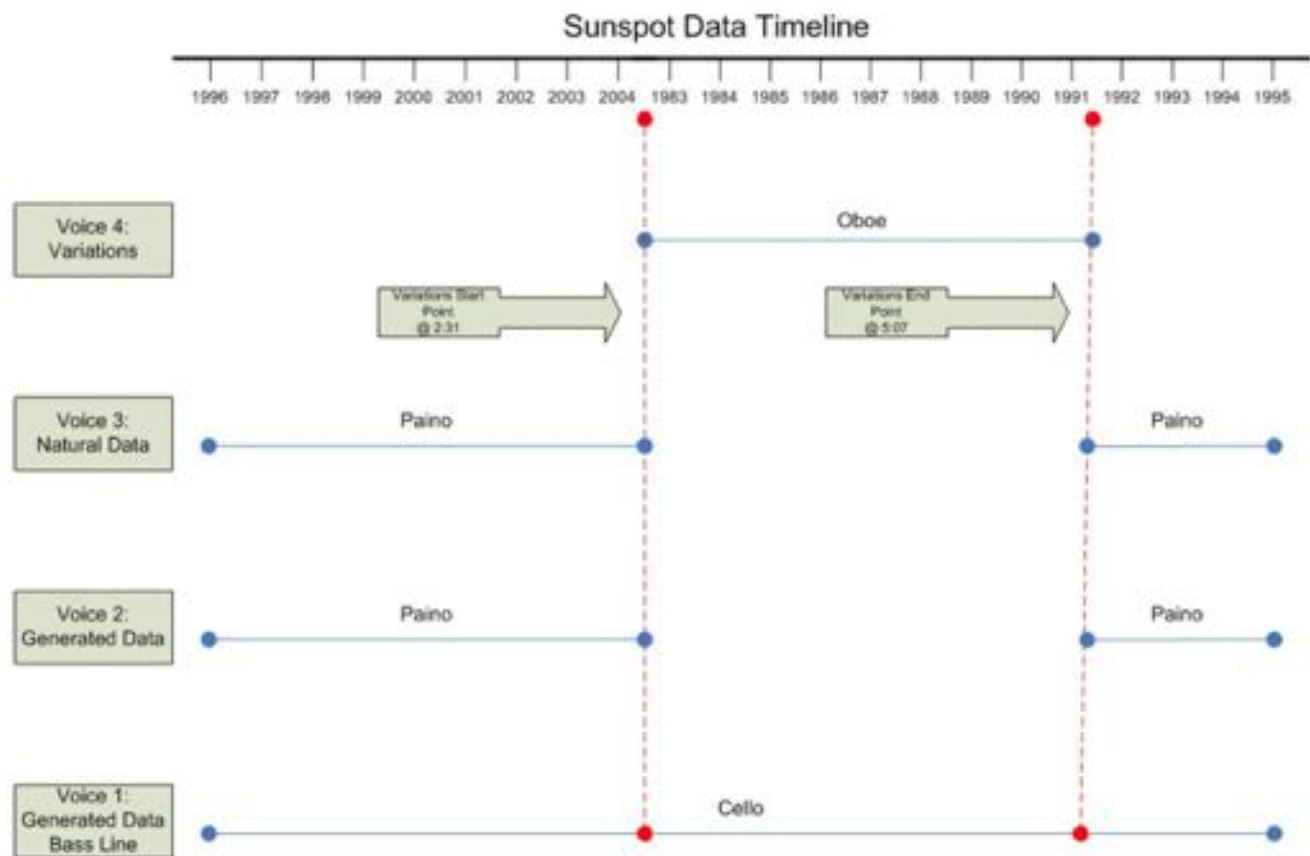 Sunspot Data Timeline
1996 1997 1998 1999 2000 2001 2002 2003 2004 1983 1984 1985 1986 1987 1988 1989 1990 1991 1992 1993 1994 1995
Voice 4:
Variations
Oboe
Variations Start
Point
@ 2:31
Variations End
Point
@ 5:07
Voice 3:
Natural Data
Paino
Paino
Voice 2:
Generated Data
Paino
Paino
Voice 1:
Generated Data
Bass Line
Cello